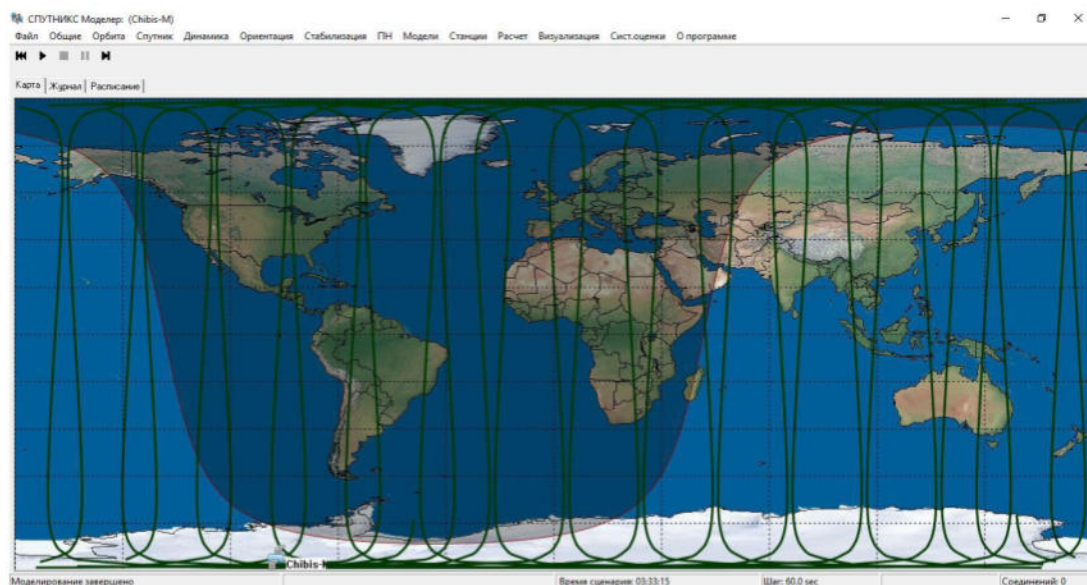 СПУТНИКС Моделер: (Chibis-M)
Файл Общие Орбита Спутник Динамика Ориентация Стабилизация ПН Модели Станции Расчет Визуализация Сист.оценки О программе
Карта Журнал Расписание
Chibis-M
Моделирование завершено Время сценария: 03:33:15 Шаг: 60.0 sec Соединений: 0